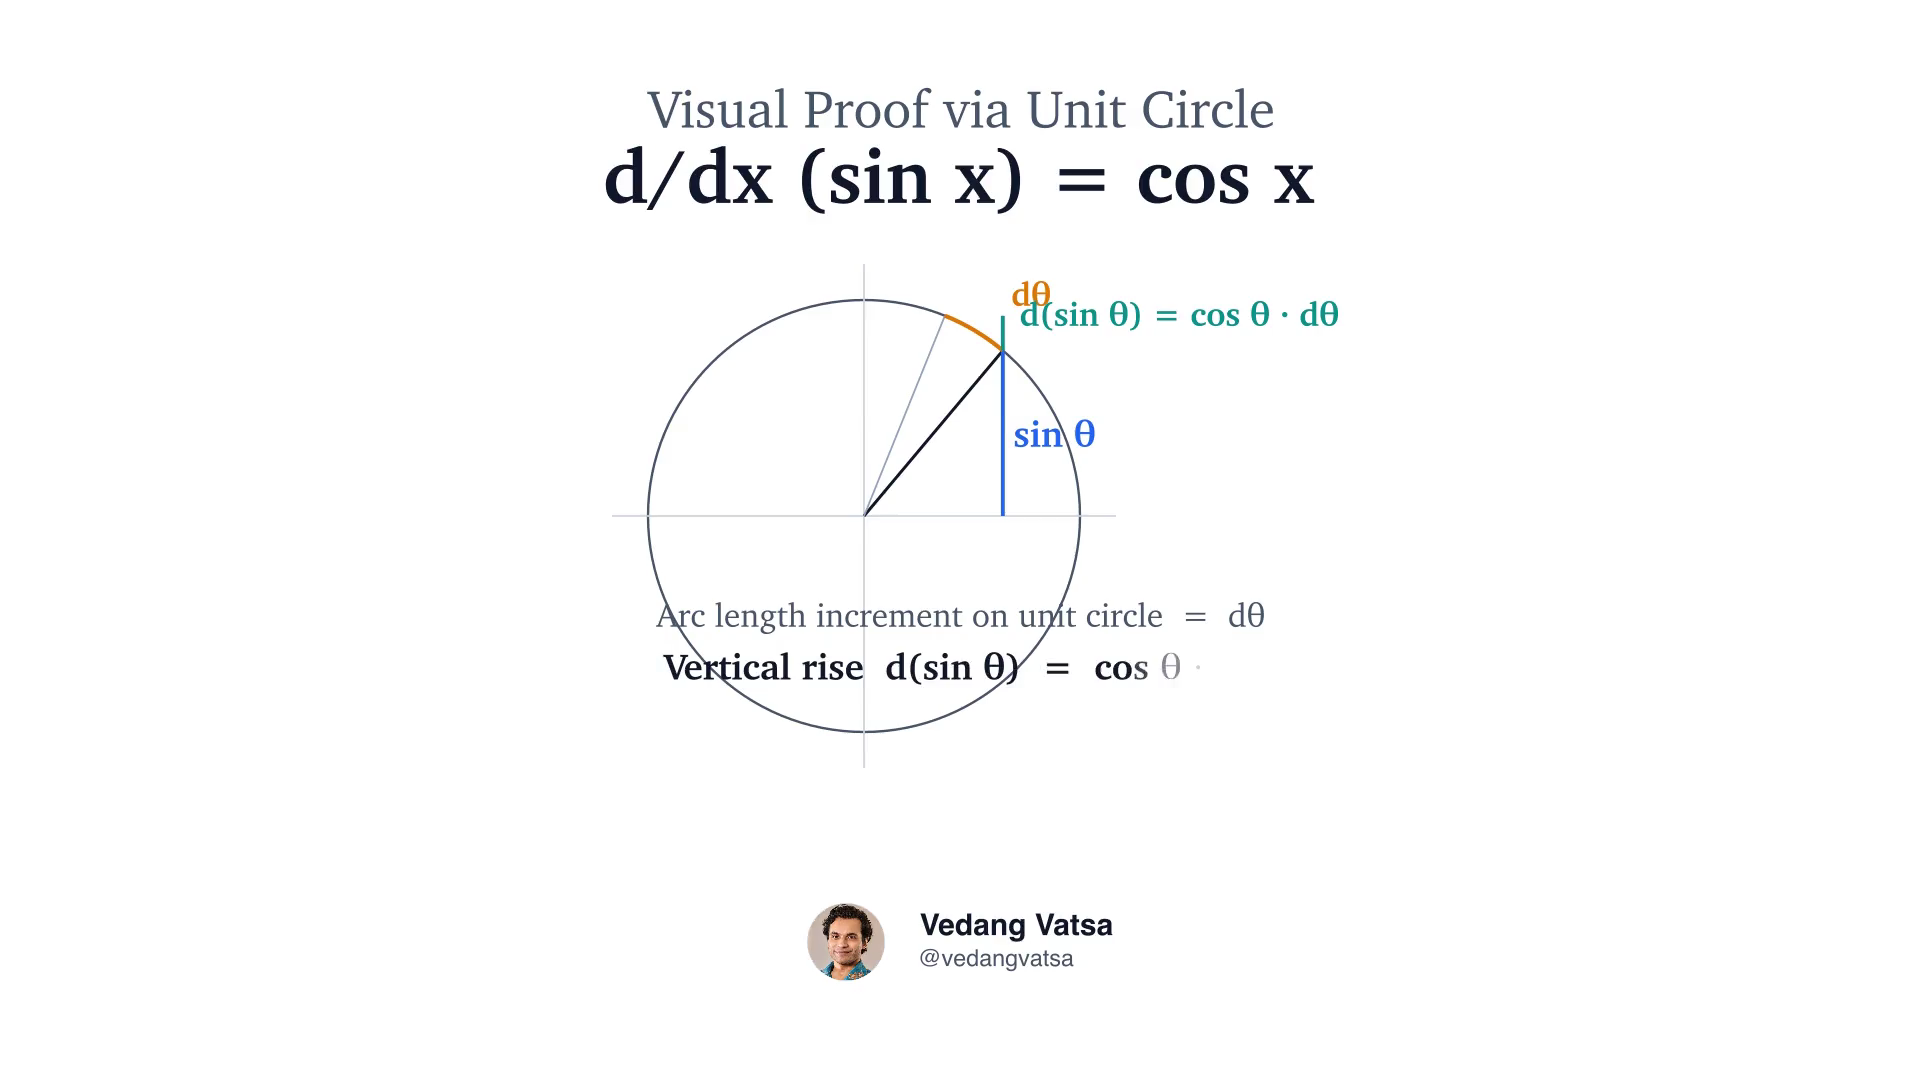 Visual Proof via Unit Circle
d/dx (sin x) = cos x
dθ
d(sin θ) = cos θ · dθ
sin θ
Arc length increment on unit circle = dθ
Vertical rise d(sin θ) = cos θ ·
Vedang Vatsa
@vedangvatsa